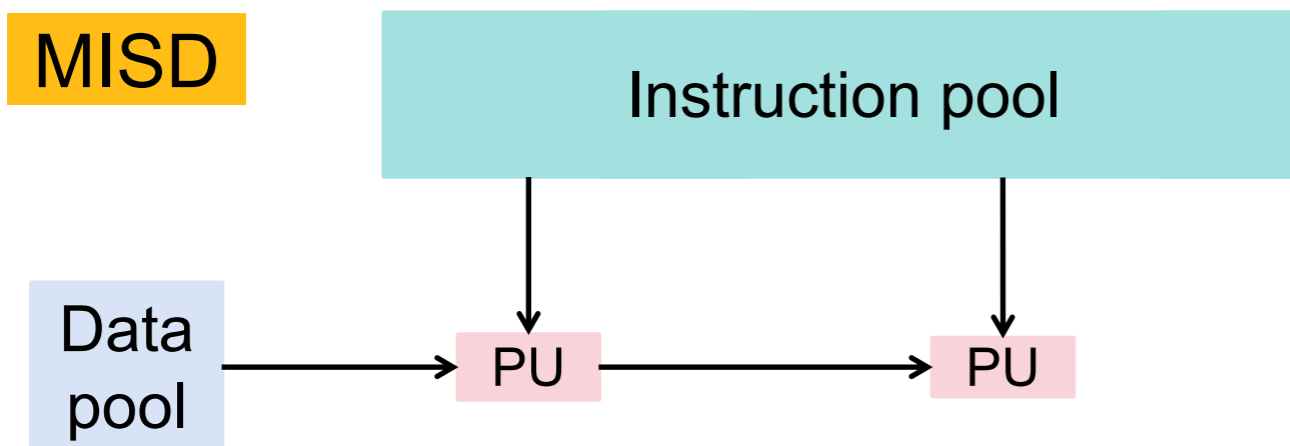 MISD
Instruction pool
Data
pool
PU
PU